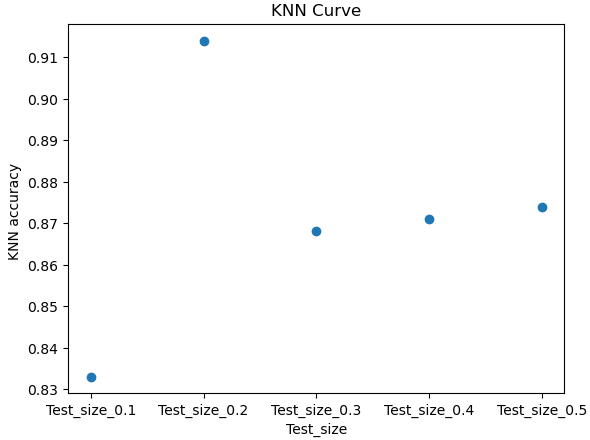 KNN Curve
KNN accuracy
0.91
0.90
0.89
0.88
0.87
0.86
0.85
0.84
0.83
Test_size_0.1 Test_size_0.2 Test_size_0.3 Test_size_0.4 Test_size_0.5
Test_size